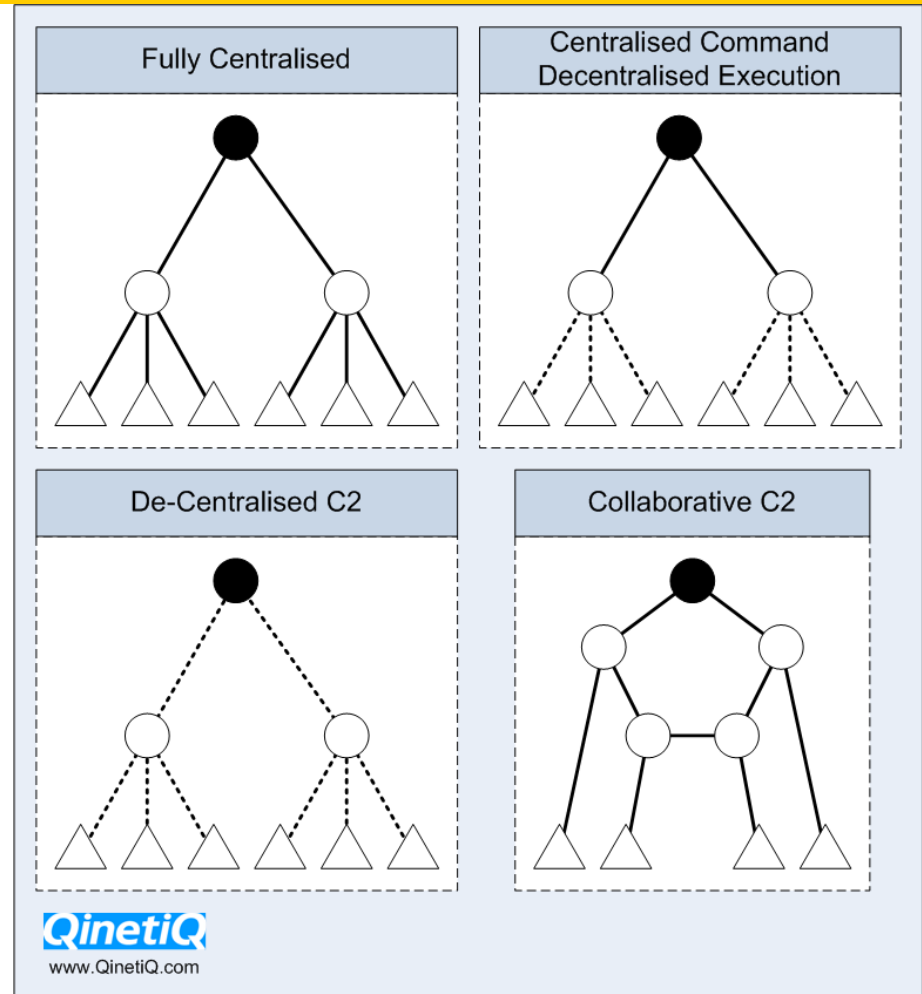 Fully Centralised
Centralised Command
Decentralised Execution
De-Centralised C2
Collaborative C2
QinetiQ
www.QinetiQ.com